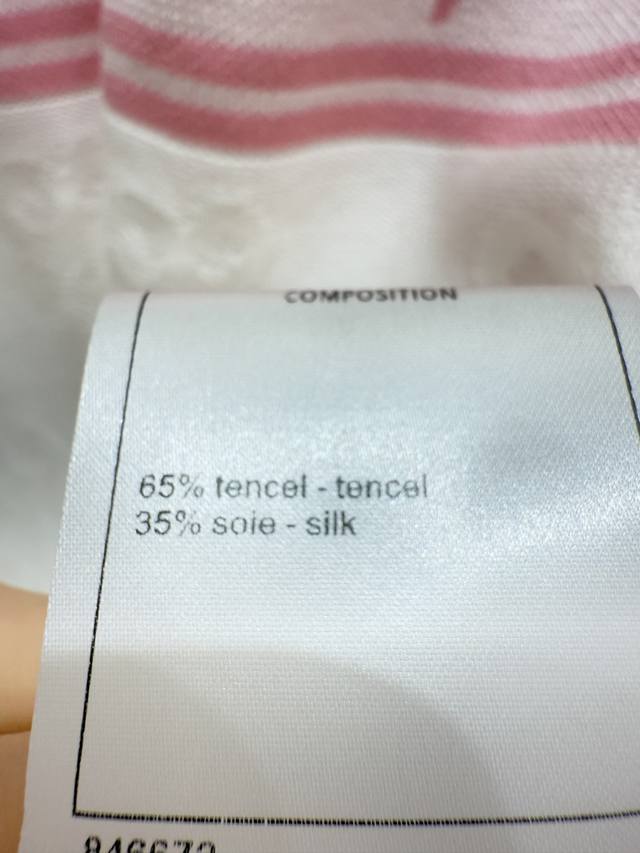 COMPOSITION
65% tencel - tencel
35% soie - silk